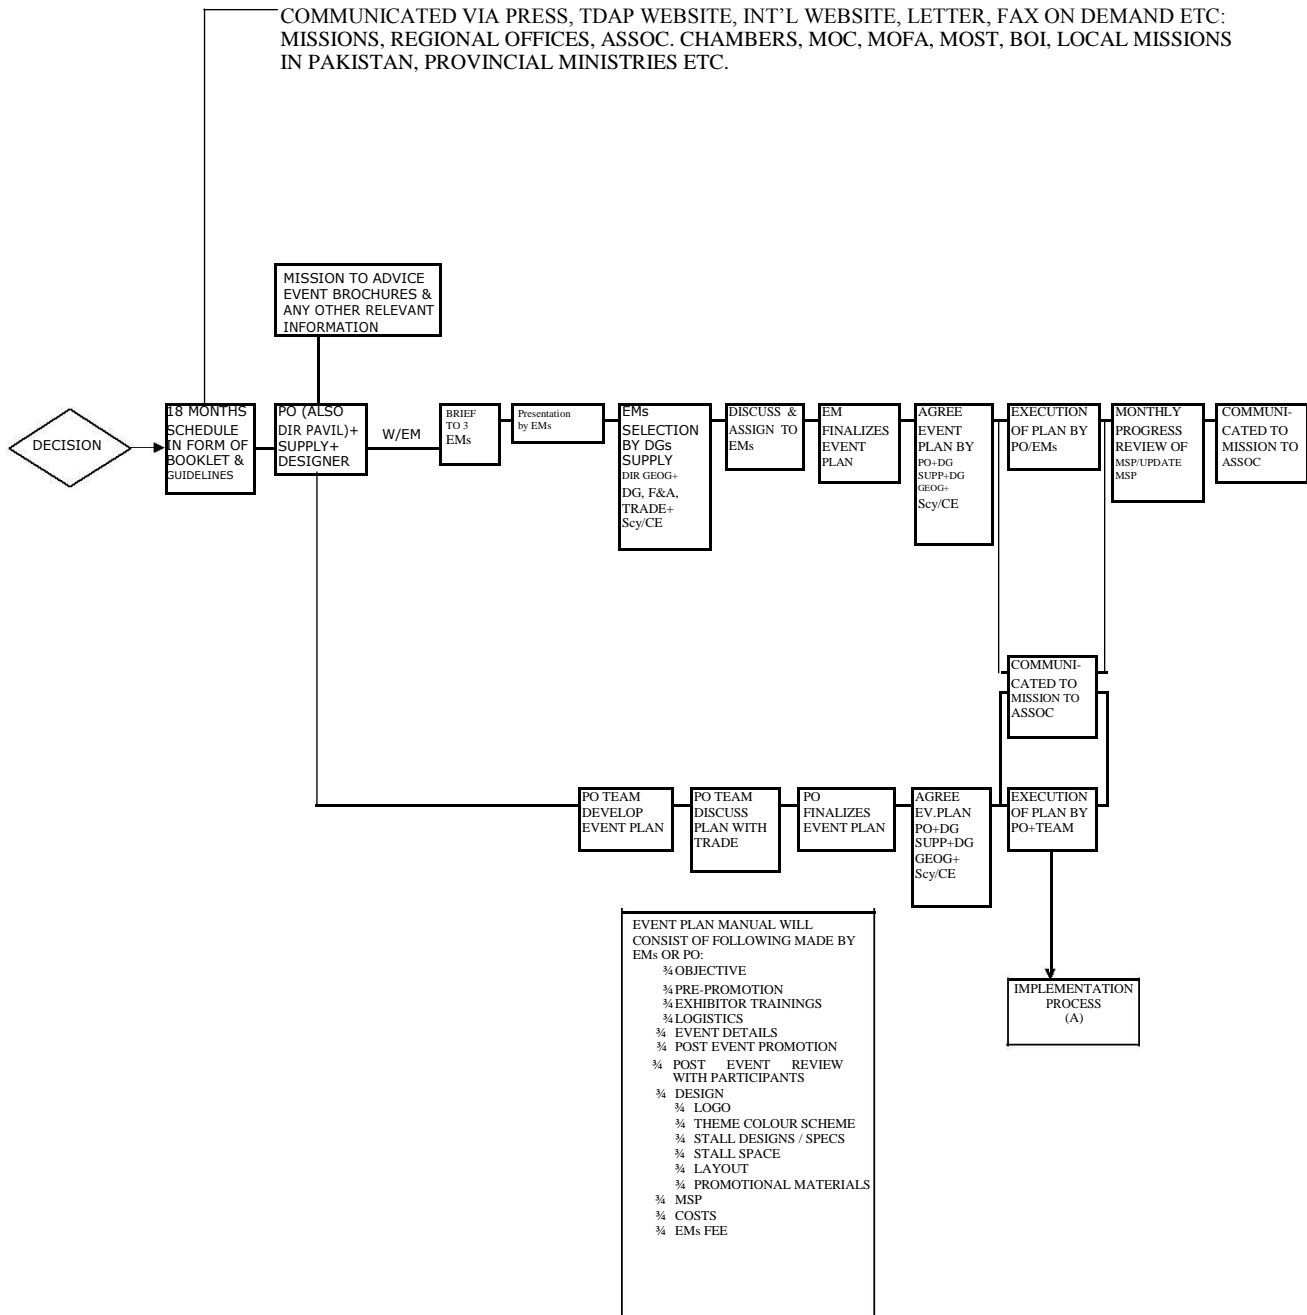 COMMUNICATED VIA PRESS, TDAP WEBSITE, INT’L WEBSITE, LETTER, FAX ON DEMAND ETC:
MISSIONS, REGIONAL OFFICES, ASSOC. CHAMBERS, MOC, MOFA, MOST, BOI, LOCAL MISSIONS
IN PAKISTAN, PROVINCIAL MINISTRIES ETC.
MISSION TO ADVICE
EVENT BROCHURES &
ANY OTHER RELEVANT
INFORMATION
DECISION
18 MONTHS
SCHEDULE
IN FORM OF
BOOKLET &
GUIDELINES
PO (ALSO
DIR PAVIL)+
SUPPLY+
DESIGNER
W/EM
BRIEF
TO 3
EMs
Presentation
by EMs
EMs
SELECTION
BY DGs
SUPPLY
DIR GEOG+
DG, F&A,
TRADE+
Scy/CE
DISCUSS &
ASSIGN TO
EMs
EM
FINALIZES
EVENT
PLAN
AGREE
EVENT
PLAN BY
PO+DG
SUPP+DG
GEOG+
Scy/CE
EXECUTION
OF PLAN BY
PO/EMs
MONTHLY
PROGRESS
REVIEW OF
MSP/UPDATE
MSP
COMMUNI-
CATED TO
MISSION TO
ASSOC
COMMUNI-
CATED TO
MISSION TO
ASSOC
PO TEAM
DEVELOP
EVENT PLAN
PO TEAM
DISCUSS
PLAN WITH
TRADE
PO
FINALIZES
EVENT PLAN
AGREE
EV.PLAN
PO+DG
SUPP+DG
GEOG+
Scy/CE
EXECUTION
OF PLAN BY
PO+TEAM
IMPLEMENTATION
PROCESS
(A)
EVENT PLAN MANUAL WILL
CONSIST OF FOLLOWING MADE BY
EMs OR PO:
¾ OBJECTIVE
¾ PRE-PROMOTION
¾ EXHIBITOR TRAININGS
¾ LOGISTICS
¾ EVENT DETAILS
¾ POST EVENT PROMOTION
¾ POST EVENT REVIEW
WITH PARTICIPANTS
¾ DESIGN
¾ LOGO
¾ THEME COLOUR SCHEME
¾ STALL DESIGNS / SPECS
¾ STALL SPACE
¾ LAYOUT
¾ PROMOTIONAL MATERIALS
¾ MSP
¾ COSTS
¾ EMs FEE